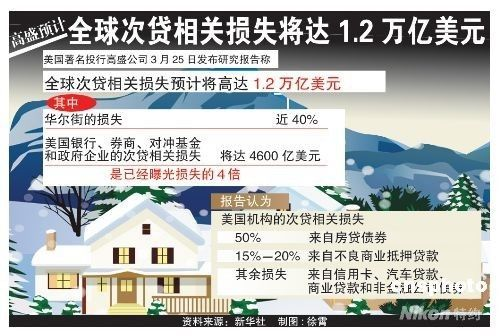 高盛预计 全球次贷相关损失将达 1.2 万亿美元
美国著名投行高盛公司 3 月 25 日发布研究报告称
全球次贷相关损失预计将高达 1.2 万亿美元
其中
华尔街的损失 近 40%
美国银行、券商、对冲基金
和政府企业的次贷相关损失 将达 4600 亿美元
是已经曝光损失的 4 倍
报告认为
美国机构的次贷相关损失
50% 来自房贷债券
15%—20% 来自不良商业抵押贷款
其余损失 来自信用卡、汽车贷款、
商业贷款和非金
资料来源：新华社 制图：徐霄
Nikon 特约